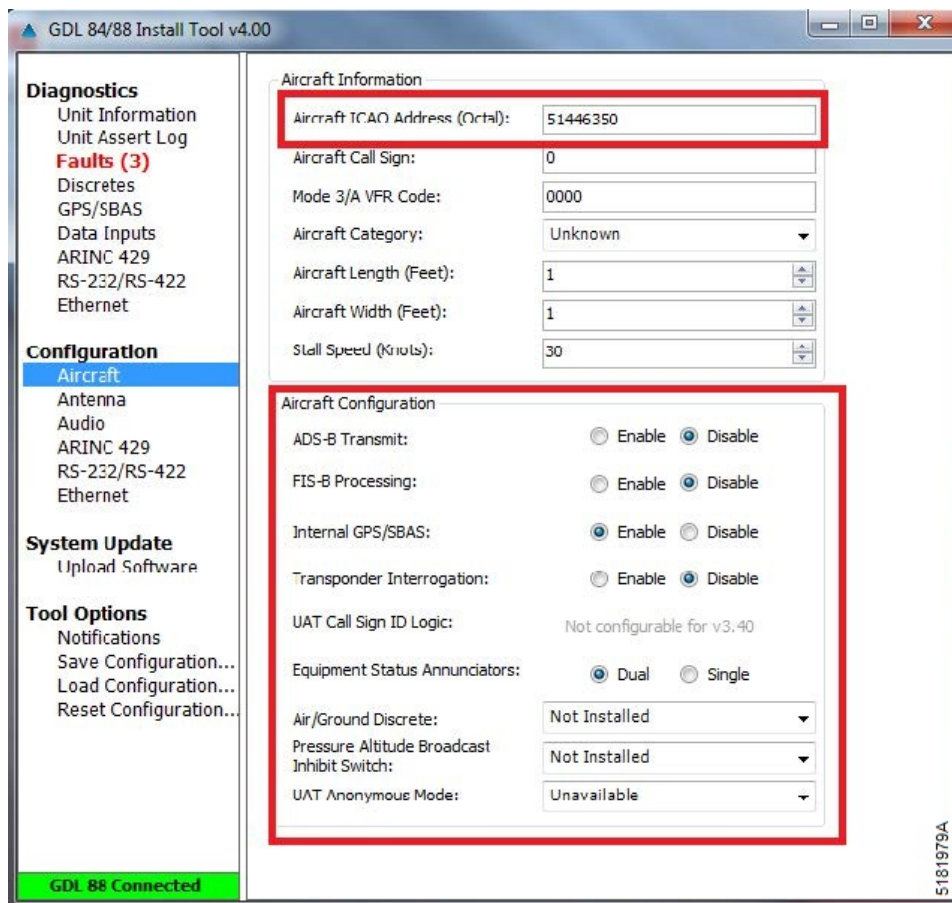 GDL 84/88 Install Tool v4.00
Diagnostics
Unit Information
Unit Assert Log
Faults (3)
Discretes
GPS/SBAS
Data Inputs
ARINC 429
RS-232/RS-422
Ethernet
Configuration
Aircraft
Antenna
Audio
ARINC 429
RS-232/RS-422
Ethernet
System Update
Upload Software
Tool Options
Notifications
Save Configuration...
Load Configuration...
Reset Configuration...
GDL 88 Connected
Aircraft Information
Aircraft ICAO Address (Octal): 51446350
Aircraft Call Sign: 0
Mode 3/A VFR Code: 0000
Aircraft Category: Unknown
Aircraft Length (Feet): 1
Aircraft Width (Feet): 1
Stall Speed (Knots): 30
Aircraft Configuration
ADS-B Transmit: Enable Disable
FIS-B Processing: Enable Disable
Internal GPS/SBAS: Enable Disable
Transponder Interrogation: Enable Disable
UAT Call Sign ID Logic: Not configurable for v3.40
Equipment Status Annunciators: Dual Single
Air/Ground Discrete: Not Installed
Pressure Altitude Broadcast
Inhibit Switch: Not Installed
UAT Anonymous Mode: Unavailable
5181979A